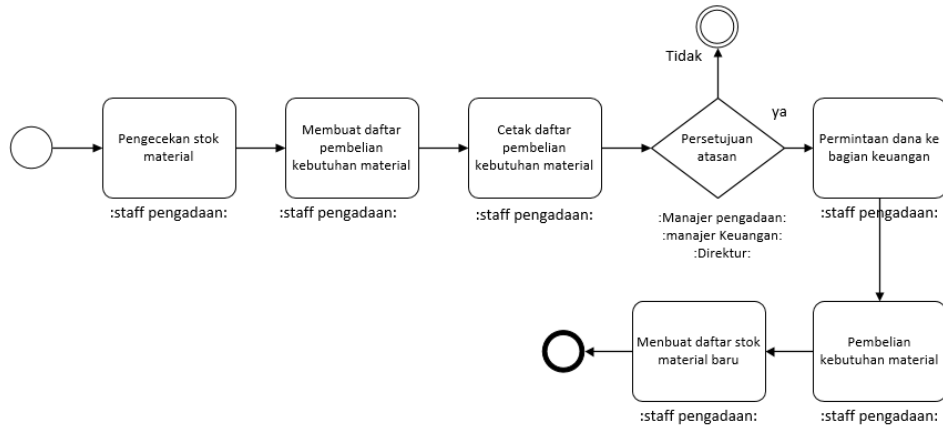 Tidak
ya
Pengecekan stok
material
:staff pengadaan:
Membuat daftar
pembelian
kebutuhan material
:staff pengadaan:
Cetak daftar
pembelian
kebutuhan material
:staff pengadaan:
Persetujuan
atasan
:Manajer pengadaan:
:manajer Keuangan:
:Direktur:
Permintaan dana ke
bagian keuangan
:staff pengadaan:
Menbuat daftar stok
material baru
:staff pengadaan:
Pembelian
kebutuhan material
:staff pengadaan: